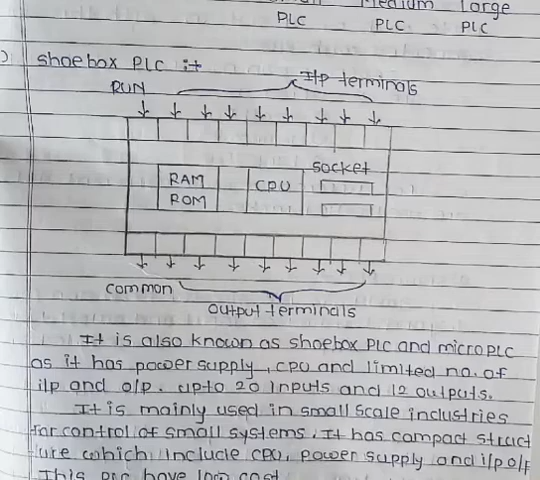 Medium large
PLC PLC PLC
shoebox PLC :+
RUN I/p terminals
socket
RAM CPU
ROM
common
output terminals
It is also known as shoebox PLC and micro PLC
as it has power supply, CPU and limited no. of
i/p and o/p. upto 20 Inputs and 12 outputs.
It is mainly used in small scale industries
for control of small systems. It has compact struct
ure which include CPU, power supply and i/p o/p
This PLC have low cost